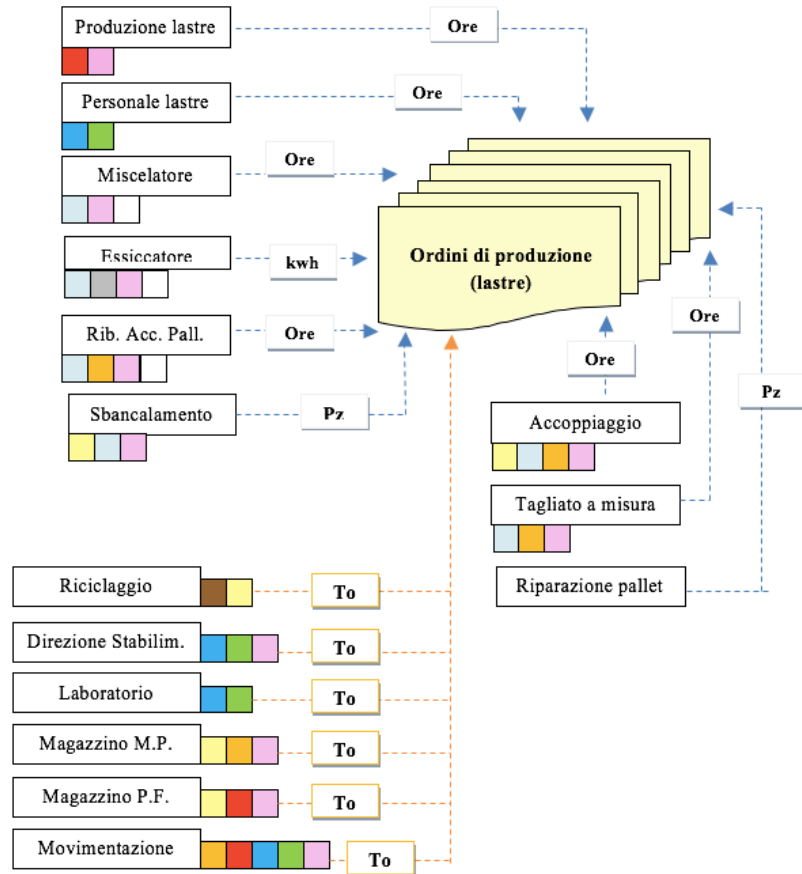 Produzione lastre
Ore
Personale lastre
Ore
Miscelatore
Ore
Essiccatore
kwh
Ordini di produzione
(lastre)
Rib. Acc. Pall.
Ore
Ore
Ore
Sbancalamento
Pz
Pz
Accoppiaggio
Tagliato a misura
Riparazione pallet
Riciclaggio
To
Direzione Stabilim.
To
Laboratorio
To
Magazzino M.P.
To
Magazzino P.F.
To
Movimentazione
To